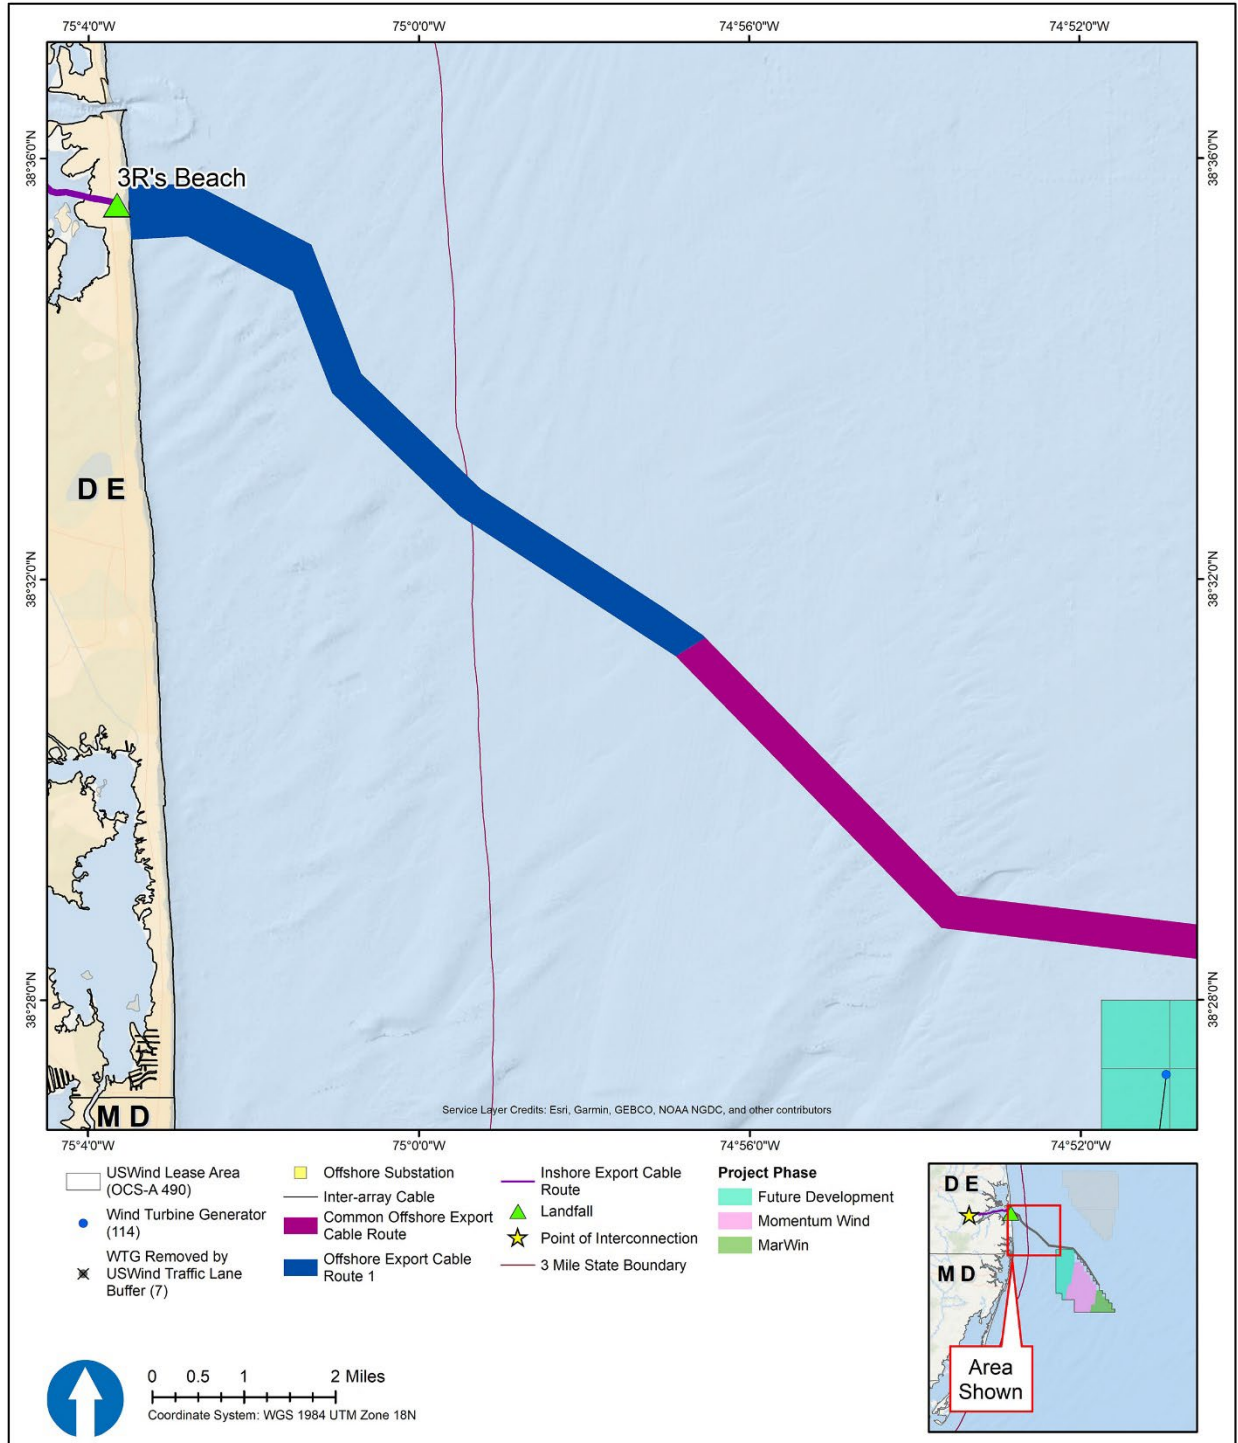 75°4'0"W 75°0'0"W 74°56'0"W 74°52'0"W
38°36'0"N 38°36'0"N
3R's Beach
D E
38°32'0"N 38°32'0"N
38°28'0"N 38°28'0"N
M D
Service Layer Credits: Esri, Garmin, GEBCO, NOAA NGDC, and other contributors
75°4'0"W 75°0'0"W 74°56'0"W 74°52'0"W
USWind Lease Area
(OCS-A 490)
Wind Turbine Generator
(114)
WTG Removed by
USWind Traffic Lane
Buffer (7)
Offshore Substation
Inter-array Cable
Common Offshore Export
Cable Route
Offshore Export Cable
Route 1
Inshore Export Cable
Route
Landfall
Point of Interconnection
3 Mile State Boundary
Project Phase
Future Development
Momentum Wind
MarWin
D E
M D
Area
Shown
0 0.5 1 2 Miles
Coordinate System: WGS 1984 UTM Zone 18N